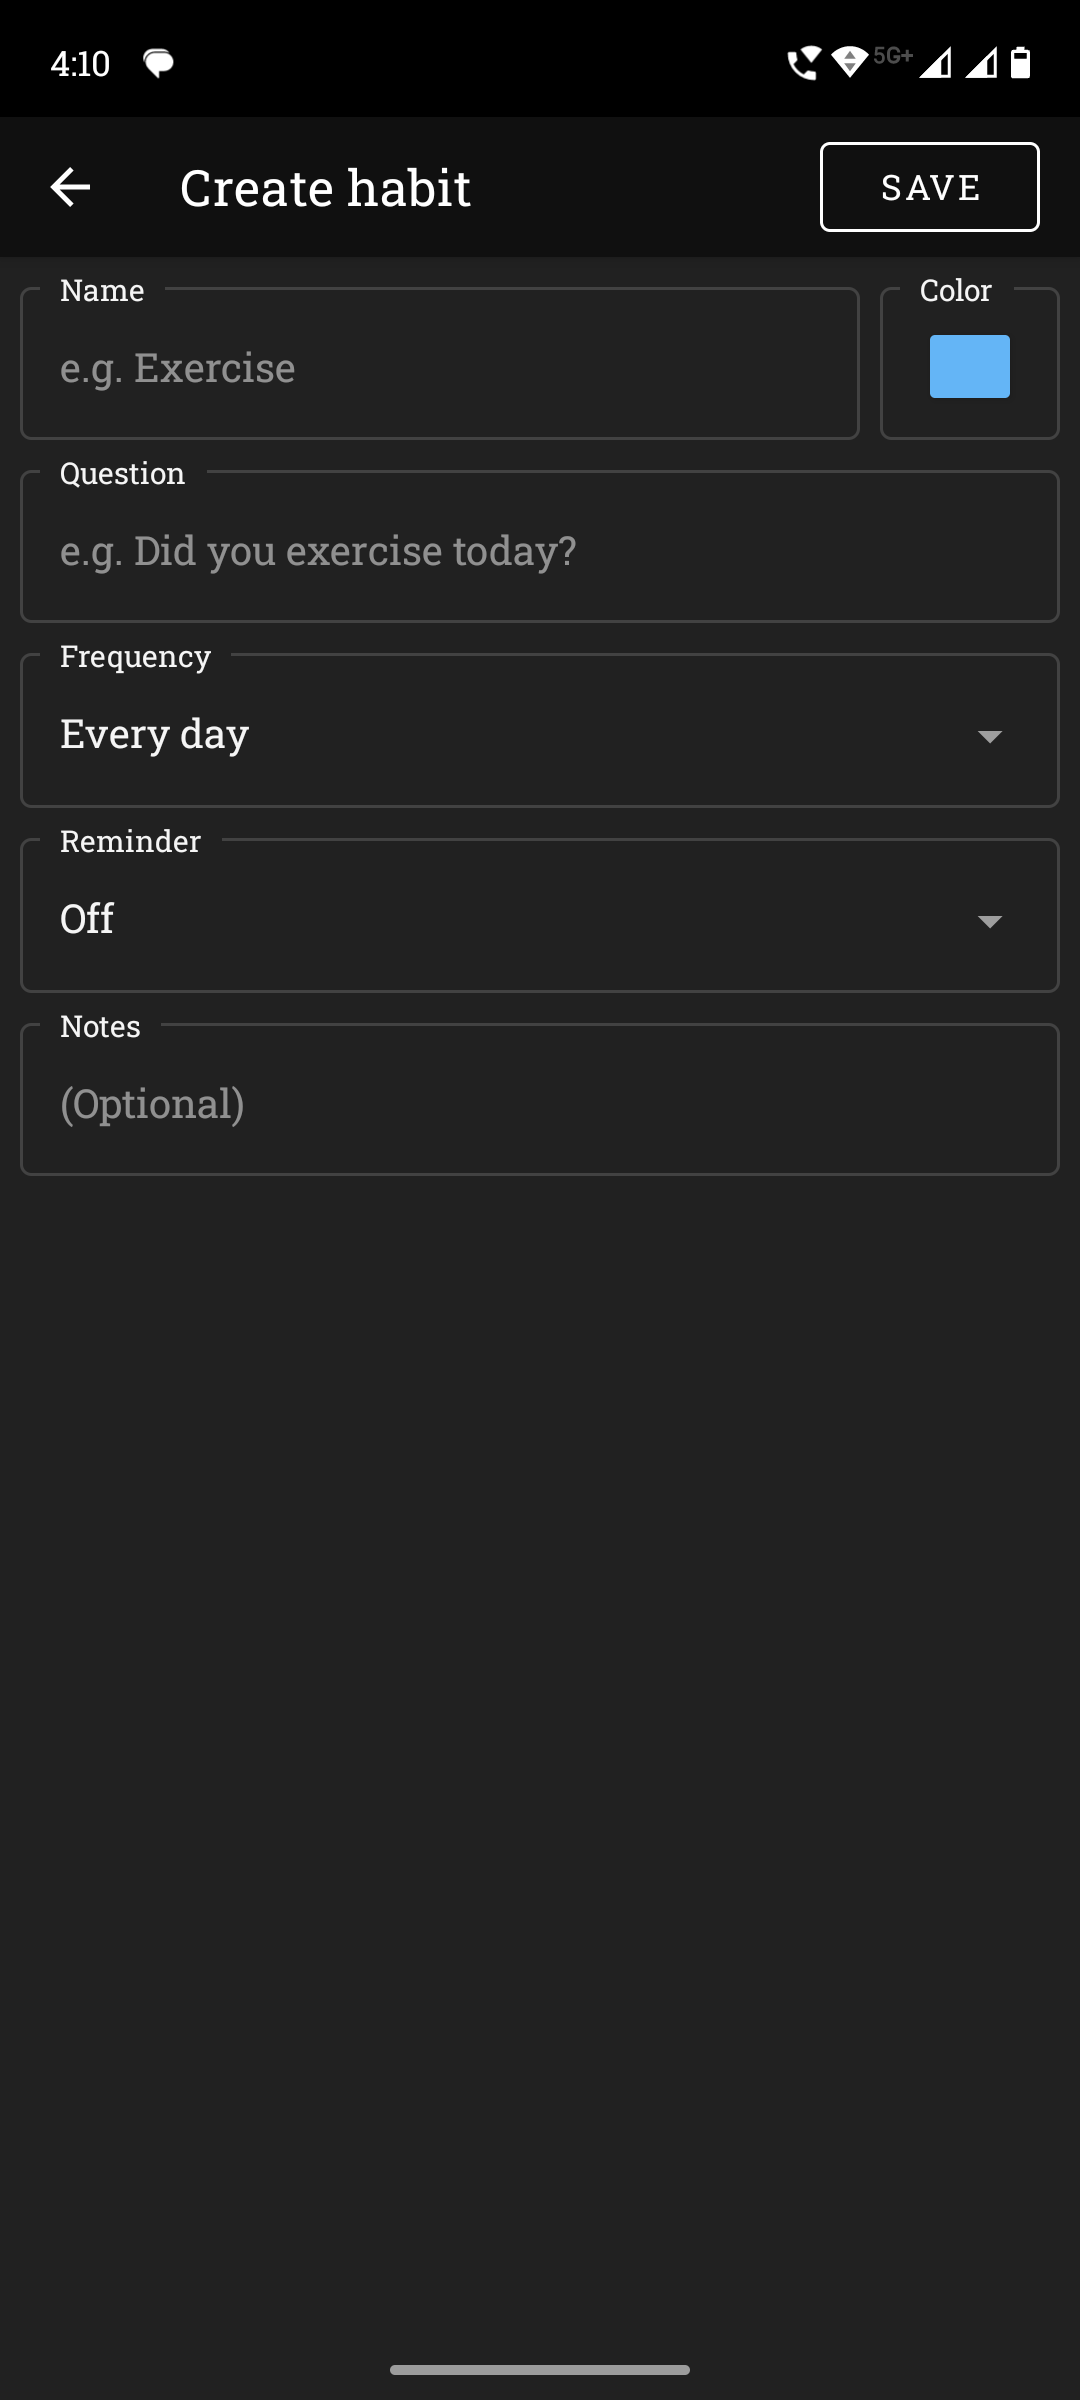 4:10
5G+
Create habit
SAVE
Name
Color
e.g. Exercise
Question
e.g. Did you exercise today?
Frequency
Every day
Reminder
Off
Notes
(Optional)